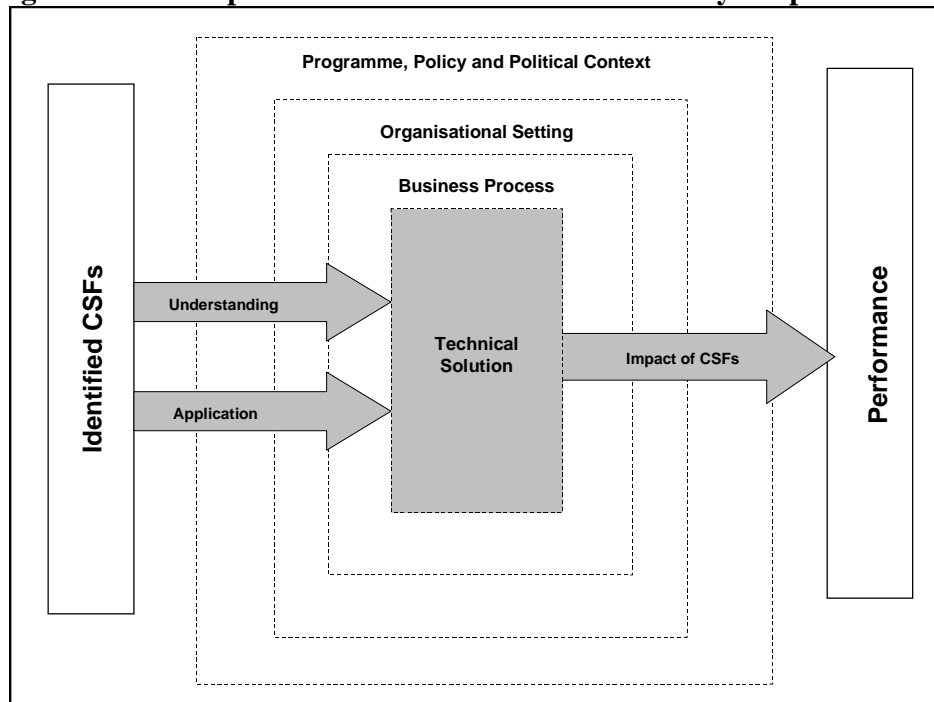 Programme, Policy and Political Context
Organisational Setting
Business Process
Identified CSFs
Understanding
Application
Technical
Solution
Impact of CSFs
Performance